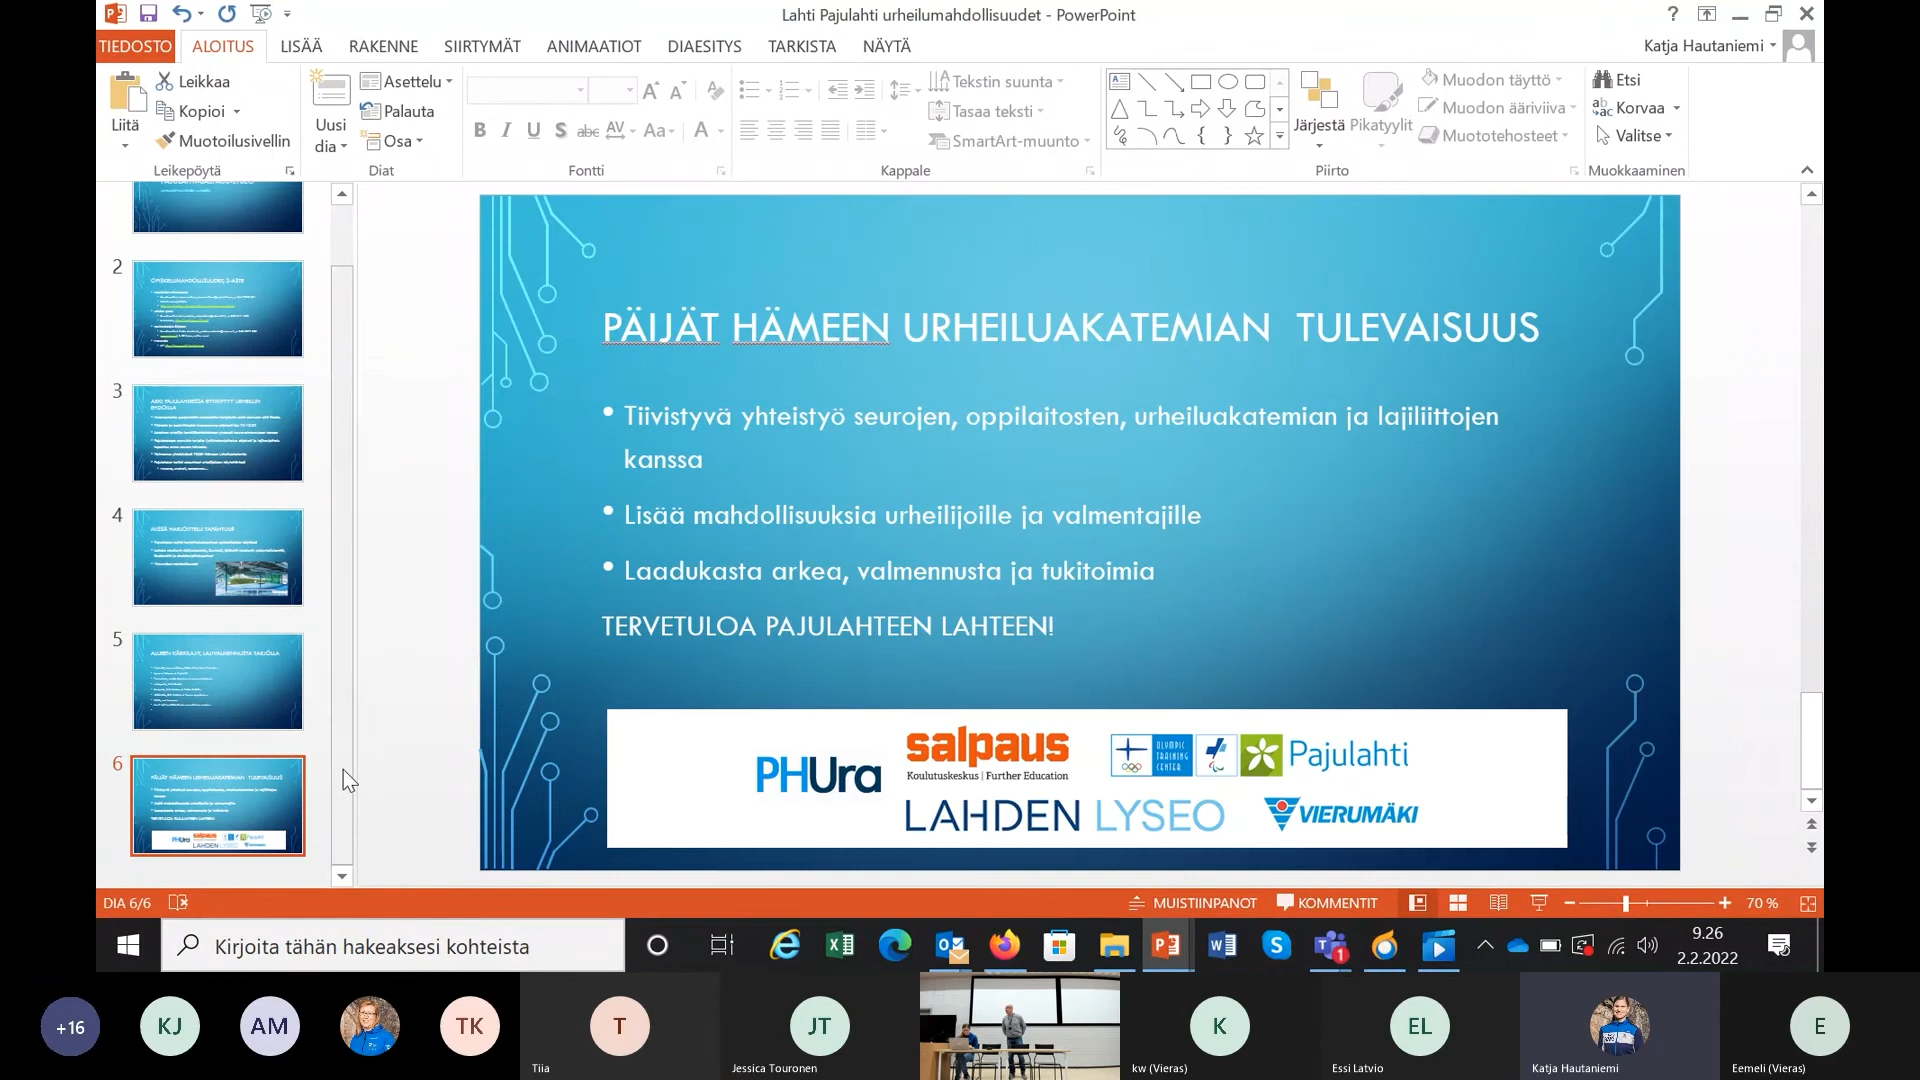 Lahti Pajulahti urheilumahdollisuudet - PowerPoint
TIEDOSTO
ALOITUS
LISÄÄ
RAKENNE
SIIRTYMÄT
ANIMAATIOT
DIAESITYS
TARKISTA
NÄYTÄ
Katja Hautaniemi
Liitä
Leikkaa
Kopioi
Muotoilusivellin
Leikepöytä
Uusi
dia
Asettelu
Palauta
Osa
Diat
Fontti
Tekstin suunta
Tasaa teksti
SmartArt-muunto
Kappale
Järjestä
Pikatyylit
Muodon täyttö
Muodon ääriviiva
Muototehosteet
Piirto
Etsi
Korvaa
Valitse
Muokkaaminen
2
3
4
5
6
PÄIJÄT HÄMEEN URHEILUAKATEMIAN TULEVAISUUS
• Tiivistyvä yhteistyö seurojen, oppilaitosten, urheiluakatemian ja lajiliittojen
kanssa
• Lisää mahdollisuuksia urheilijoille ja valmentajille
• Laadukasta arkea, valmennusta ja tukitoimia
TERVETULOA PAJULAHTEEN LAHTEEN!
PHUra
salpaus
Koulutuskeskus | Further Education
OLYMPIC
TRAINING
CENTER
Pajulahti
LAHDEN LYSEO
VIERUMÄKI
DIA 6/6
MUISTIINPANOT
KOMMENTIT
70 %
Kirjoita tähän hakeaksesi kohteista
9.26
2.2.2022
+16
KJ
AM
TK
T
Tiia
JT
Jessica Touronen
K
kw (Vieras)
EL
Essi Latvio
Katja Hautaniemi
E
Eemeli (Vieras)